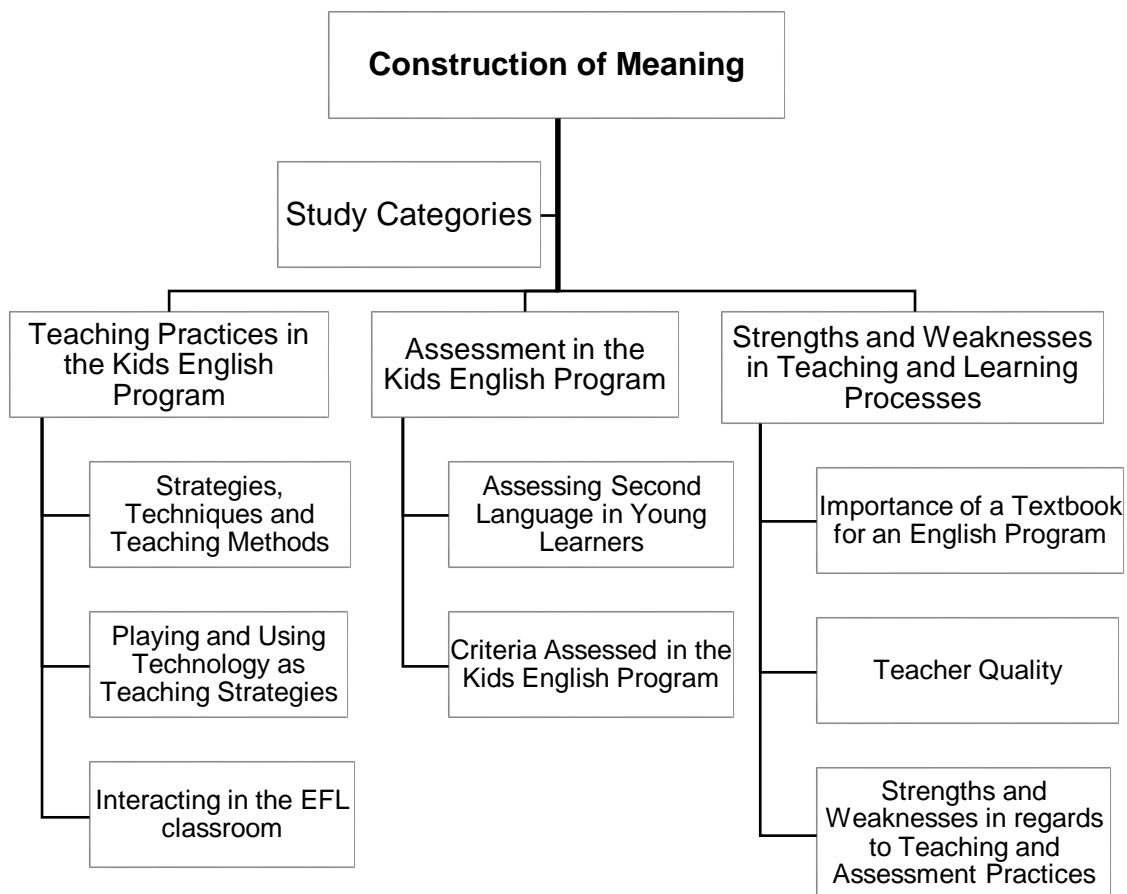 Construction of Meaning
Study Categories
Teaching Practices in
the Kids English
Program
Strategies,
Techniques and
Teaching Methods
Playing and Using
Technology as
Teaching Strategies
Interacting in the EFL
classroom
Assessment in the
Kids English Program
Assessing Second
Language in Young
Learners
Criteria Assessed in the
Kids English Program
Strengths and Weaknesses
in Teaching and Learning
Processes
Importance of a Textbook
for an English Program
Teacher Quality
Strengths and
Weaknesses in regards
to Teaching and
Assessment Practices